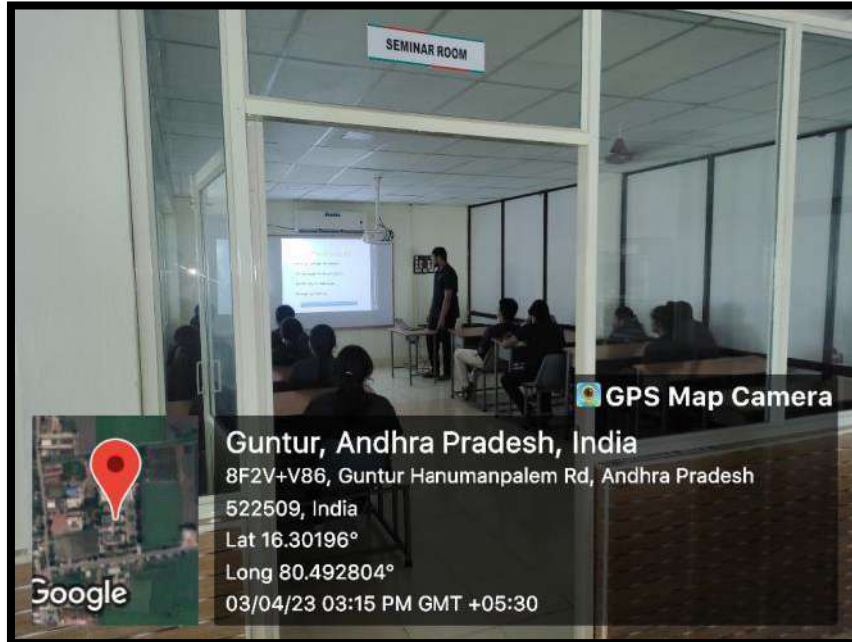 SEMINAR ROOM
GPS Map Camera
Guntur, Andhra Pradesh, India
8F2V+V86, Guntur Hanumanpalem Rd, Andhra Pradesh
522509, India
Lat 16.30196°
Long 80.492804°
03/04/23 03:15 PM GMT +05:30
Google